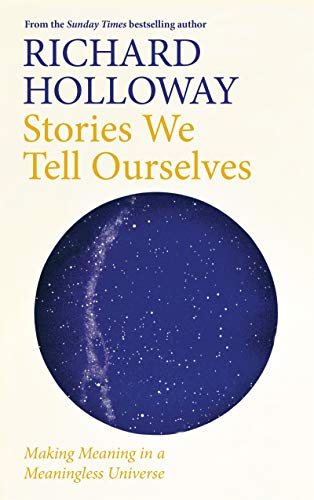 From the Sunday Times bestselling author
RICHARD
HOLLOWAY
Stories We
Tell Ourselves
Making Meaning in a
Meaningless Universe